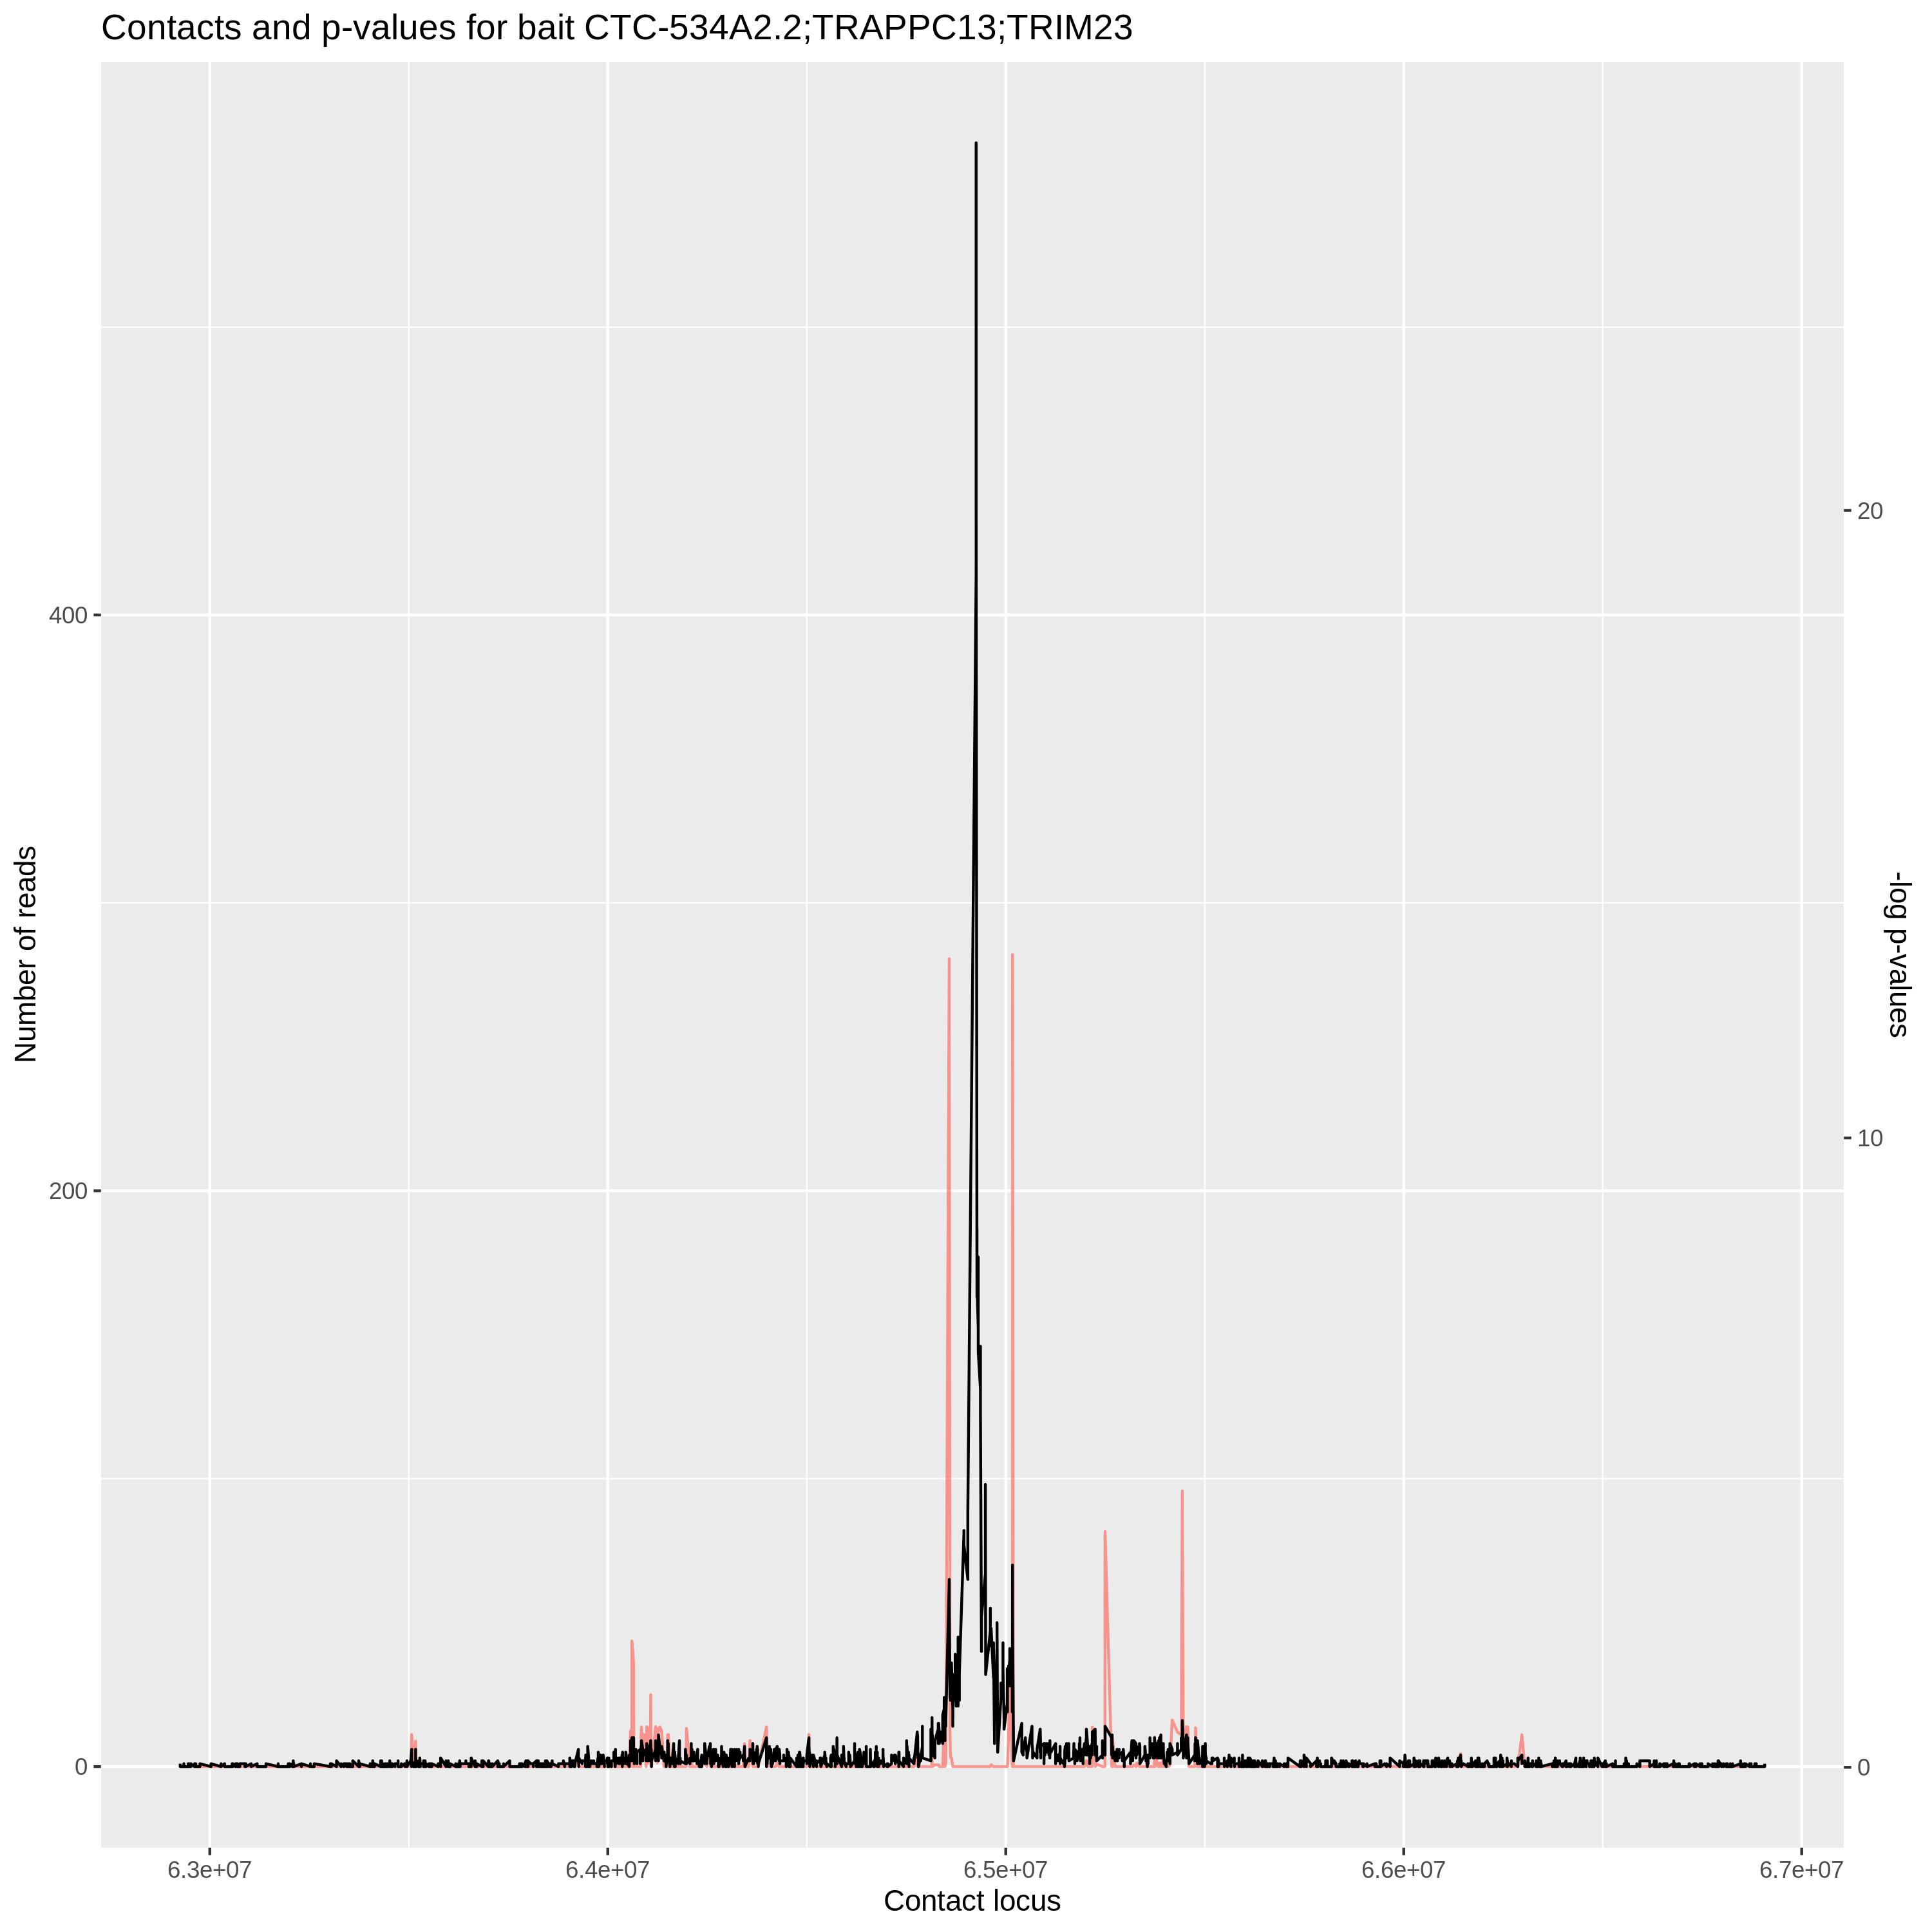 Contacts and p-values for bait CTC-534A2.2;TRAPPC13;TRIM23
Number of reads
400
200
0
20
10
0
-log p-values
6.3e+07 6.4e+07 6.5e+07 6.6e+07 6.7e+07
Contact locus